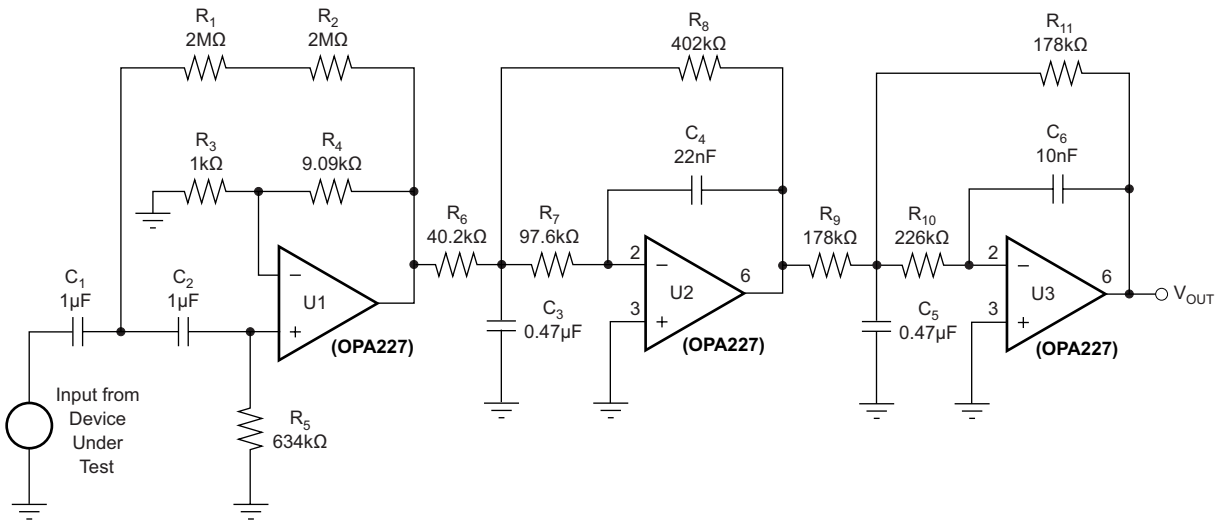 R1
2MΩ
R2
2MΩ
R3
1kΩ
R4
9.09kΩ
C1
1µF
C2
1µF
U1
(OPA227)
Input from
Device
Under
Test
R5
634kΩ
R6
40.2kΩ
R7
97.6kΩ
R8
402kΩ
C4
22nF
C3
0.47µF
2
3
6
U2
(OPA227)
R9
178kΩ
R10
226kΩ
R11
178kΩ
C6
10nF
C5
0.47µF
2
3
6
U3
(OPA227)
VOUT